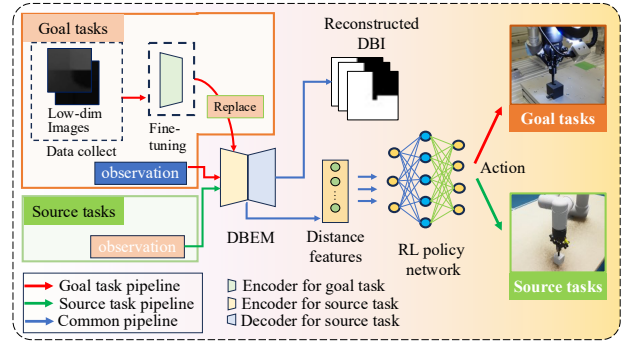 Goal tasks
Low-dim
Images
Data collect
Fine-
tuning
Replace
observation
Source tasks
observation
DBEM
Reconstructed
DBI
Distance
features
RL policy
network
Action
Goal tasks
Source tasks
Goal task pipeline
Source task pipeline
Common pipeline
Encoder for goal task
Encoder for source task
Decoder for source task